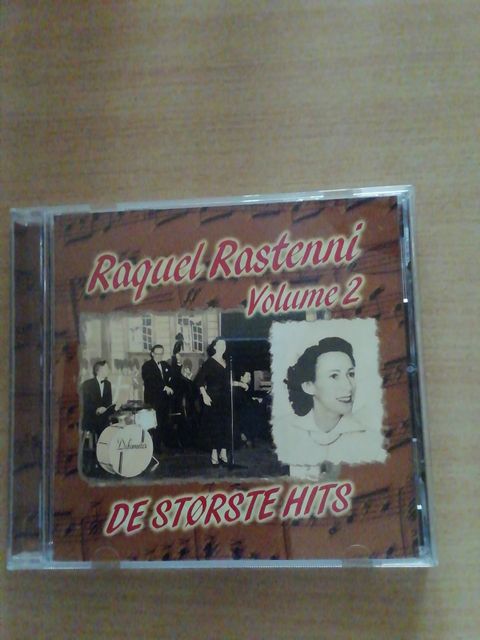 Raquel Rastenni
Volume 2
DE STØRSTE HITS